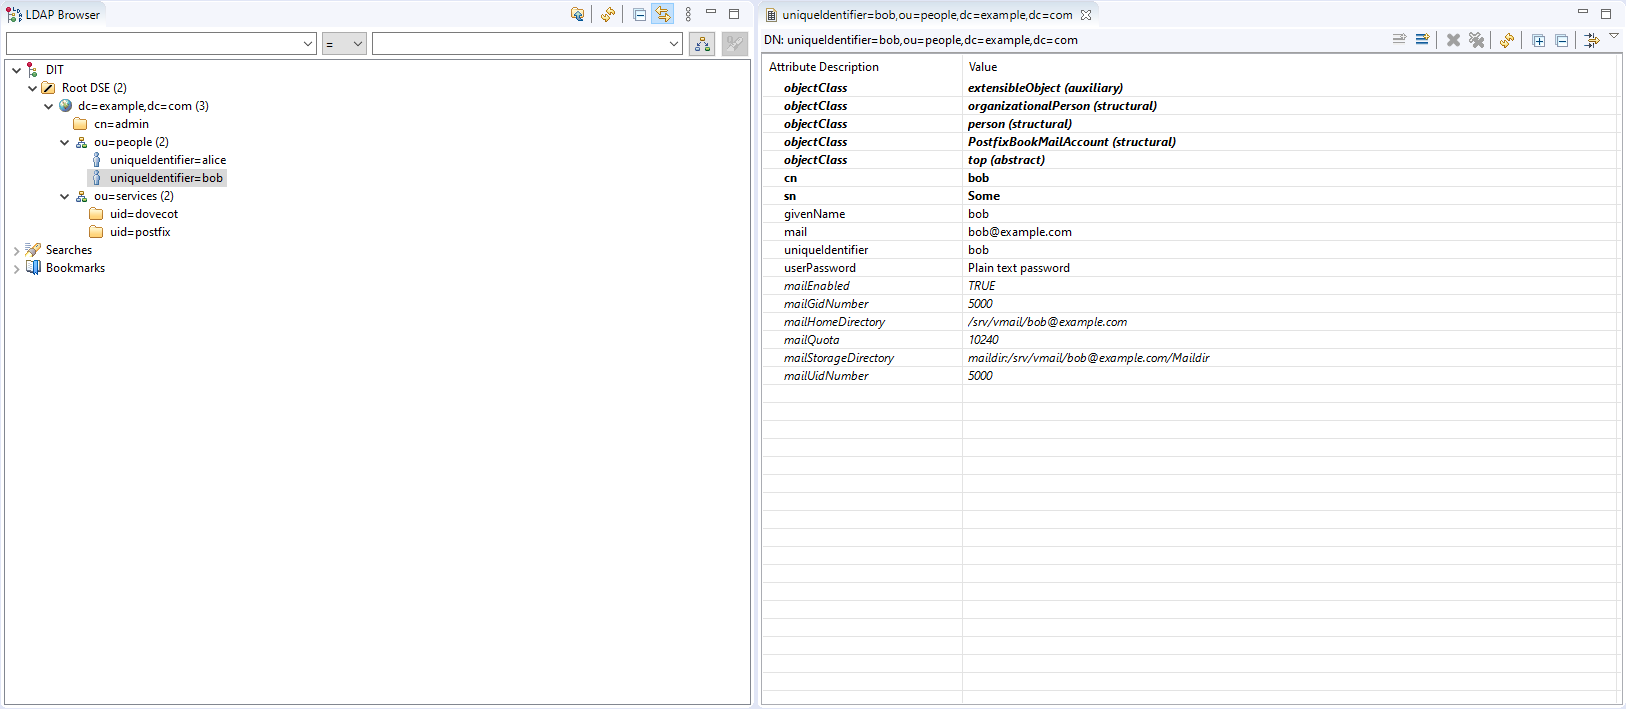 LDAP Browser
=
DIT
Root DSE (2)
dc=example,dc=com (3)
cn=admin
ou=people (2)
uniqueIdentifier=alice
uniqueIdentifier=bob
ou=services (2)
uid=dovecot
uid=postfix
Searches
Bookmarks
uniqueIdentifier=bob,ou=people,dc=example,dc=com
DN: uniqueIdentifier=bob,ou=people,dc=example,dc=com
Attribute Description Value
objectClass extensibleObject (auxiliary)
objectClass organizationalPerson (structural)
objectClass person (structural)
objectClass PostfixBookMailAccount (structural)
objectClass top (abstract)
cn bob
sn Some
givenName bob
mail bob@example.com
uniqueIdentifier bob
userPassword Plain text password
mailEnabled TRUE
mailGidNumber 5000
mailHomeDirectory /srv/vmail/bob@example.com
mailQuota 10240
mailStorageDirectory maildir:/srv/vmail/bob@example.com/Maildir
mailUidNumber 5000